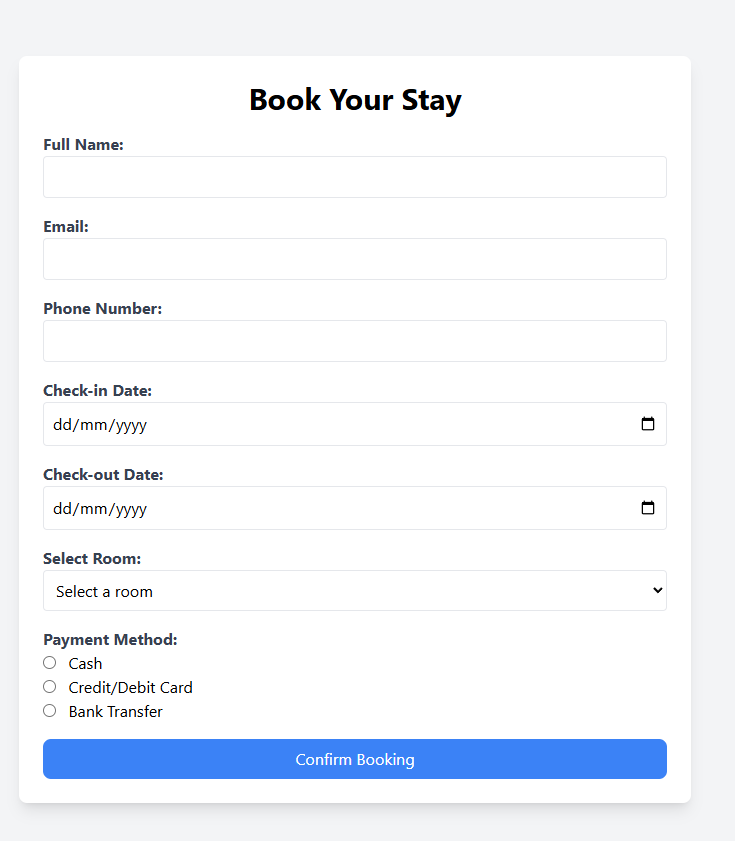 Book Your Stay
Full Name:
Email:
Phone Number:
Check-in Date:
dd/mm/yyyy
Check-out Date:
dd/mm/yyyy
Select Room:
Select a room
Payment Method:
Cash
Credit/Debit Card
Bank Transfer
Confirm Booking